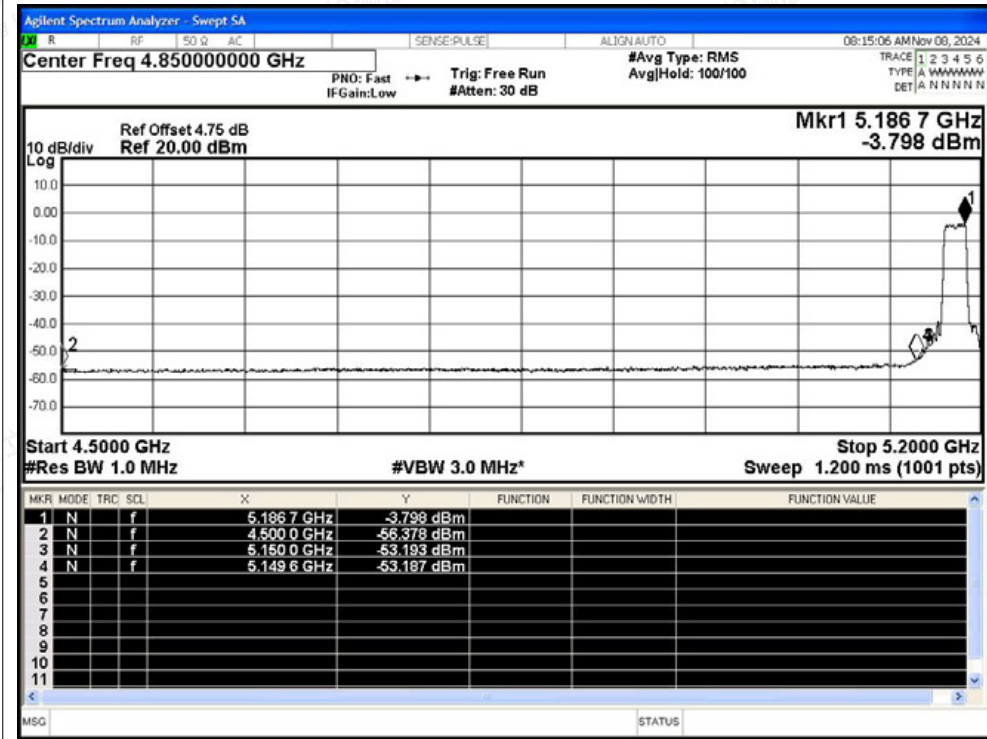 Agilent Spectrum Analyzer - Swept SA
R RF 50 Ω AC SENSE:PULSE ALIGN AUTO 08:15:06 AM Nov 08, 2024
Center Freq 4.850000000 GHz
PNO: Fast
IFGain:Low
Trig: Free Run
#Atten: 30 dB
#Avg Type: RMS
Avg|Hold: 100/100
TRACE 1 2 3 4 5 6
TYPE A WWWWW
DET A N N N N N
Mkr1 5.186 7 GHz
-3.798 dBm
Ref Offset 4.75 dB
10 dB/div Ref 20.00 dBm
Log
10.0
0.00
-10.0
-20.0
-30.0
-40.0
-50.0
-60.0
-70.0
1
2
Start 4.5000 GHz Stop 5.2000 GHz
#Res BW 1.0 MHz #VBW 3.0 MHz* Sweep 1.200 ms (1001 pts)
MKR MODE TRC SCL X Y FUNCTION FUNCTION WIDTH FUNCTION VALUE
1 N f 5.186 7 GHz -3.798 dBm
2 N f 4.500 0 GHz -56.378 dBm
3 N f 5.150 0 GHz -53.193 dBm
4 N f 5.149 6 GHz -53.187 dBm
5
6
7
8
9
10
11
MSG STATUS